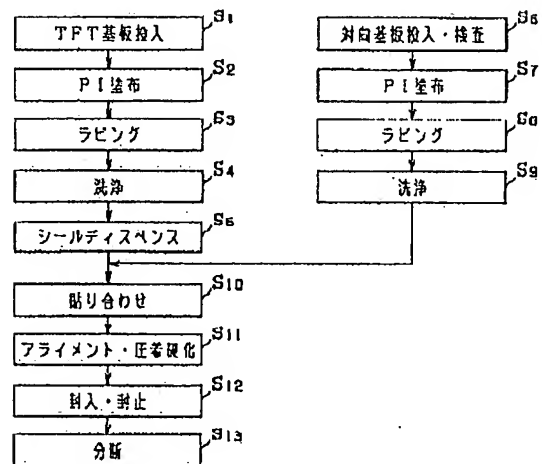 S1
TFT基板投入
S2
PI塗布
S3
ラビング
S4
洗浄
S5
シールディスペンス
S6
対向基板投入・検査
S7
PI塗布
S8
ラビング
S9
洗浄
S10
貼り合わせ
S11
アライメント・圧着硬化
S12
封入・封止
S13
分断